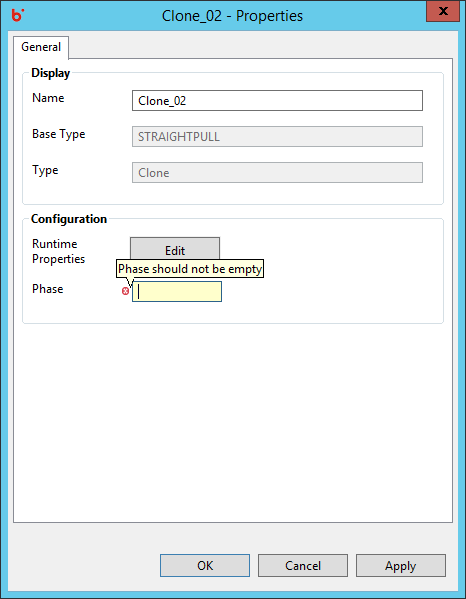 Clone_02 - Properties
General
Display
Name
Clone_02
Base Type
STRAIGHTPULL
Type
Clone
Configuration
Runtime
Properties
Edit
Phase should not be empty
Phase
OK
Cancel
Apply